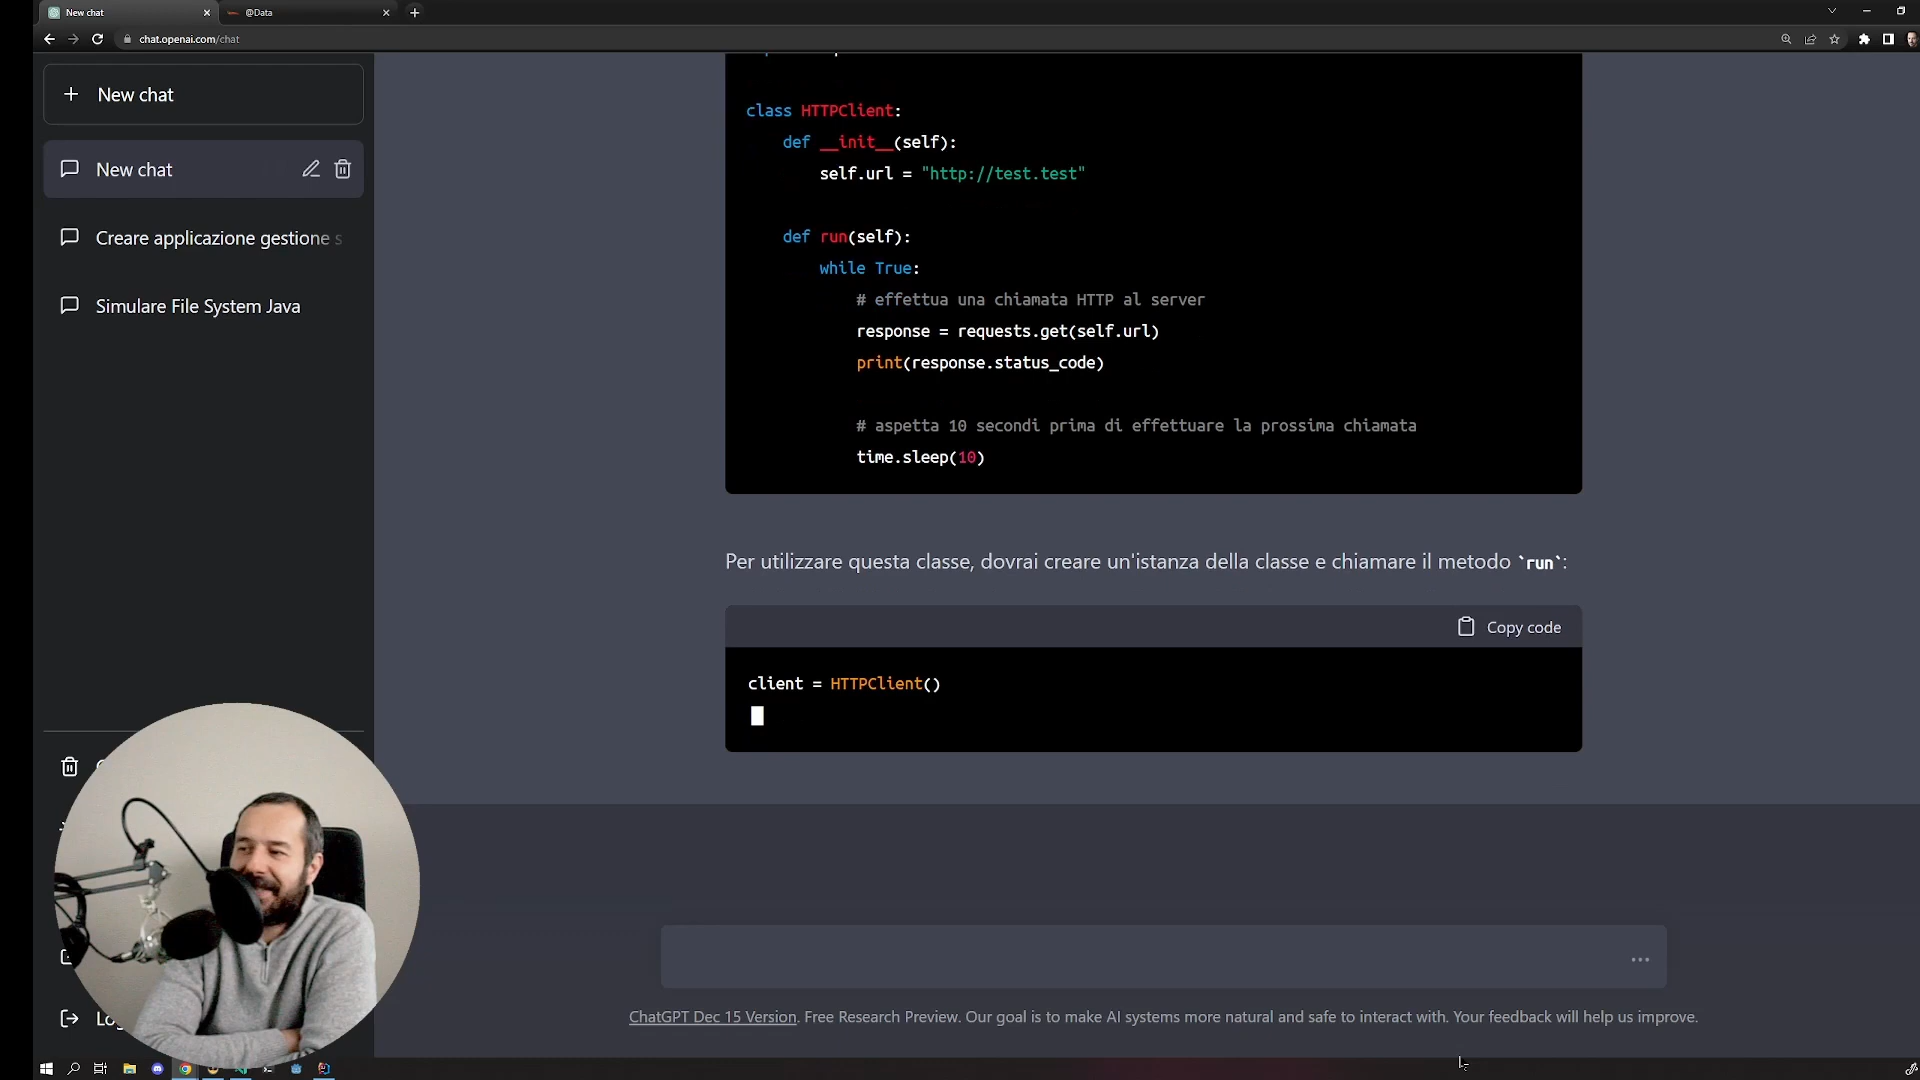 New chat
@Data
chat.openai.com/chat
New chat
New chat
Creare applicazione gestione s
Simulare File System Java
class HTTPClient:
def __init__(self):
self.url = "http://test.test"
def run(self):
while True:
# effettua una chiamata HTTP al server
response = requests.get(self.url)
print(response.status_code)
# aspetta 10 secondi prima di effettuare la prossima chiamata
time.sleep(10)
Per utilizzare questa classe, dovrai creare un'istanza della classe e chiamare il metodo `run`:
Copy code
client = HTTPClient()
ChatGPT Dec 15 Version. Free Research Preview. Our goal is to make AI systems more natural and safe to interact with. Your feedback will help us improve.